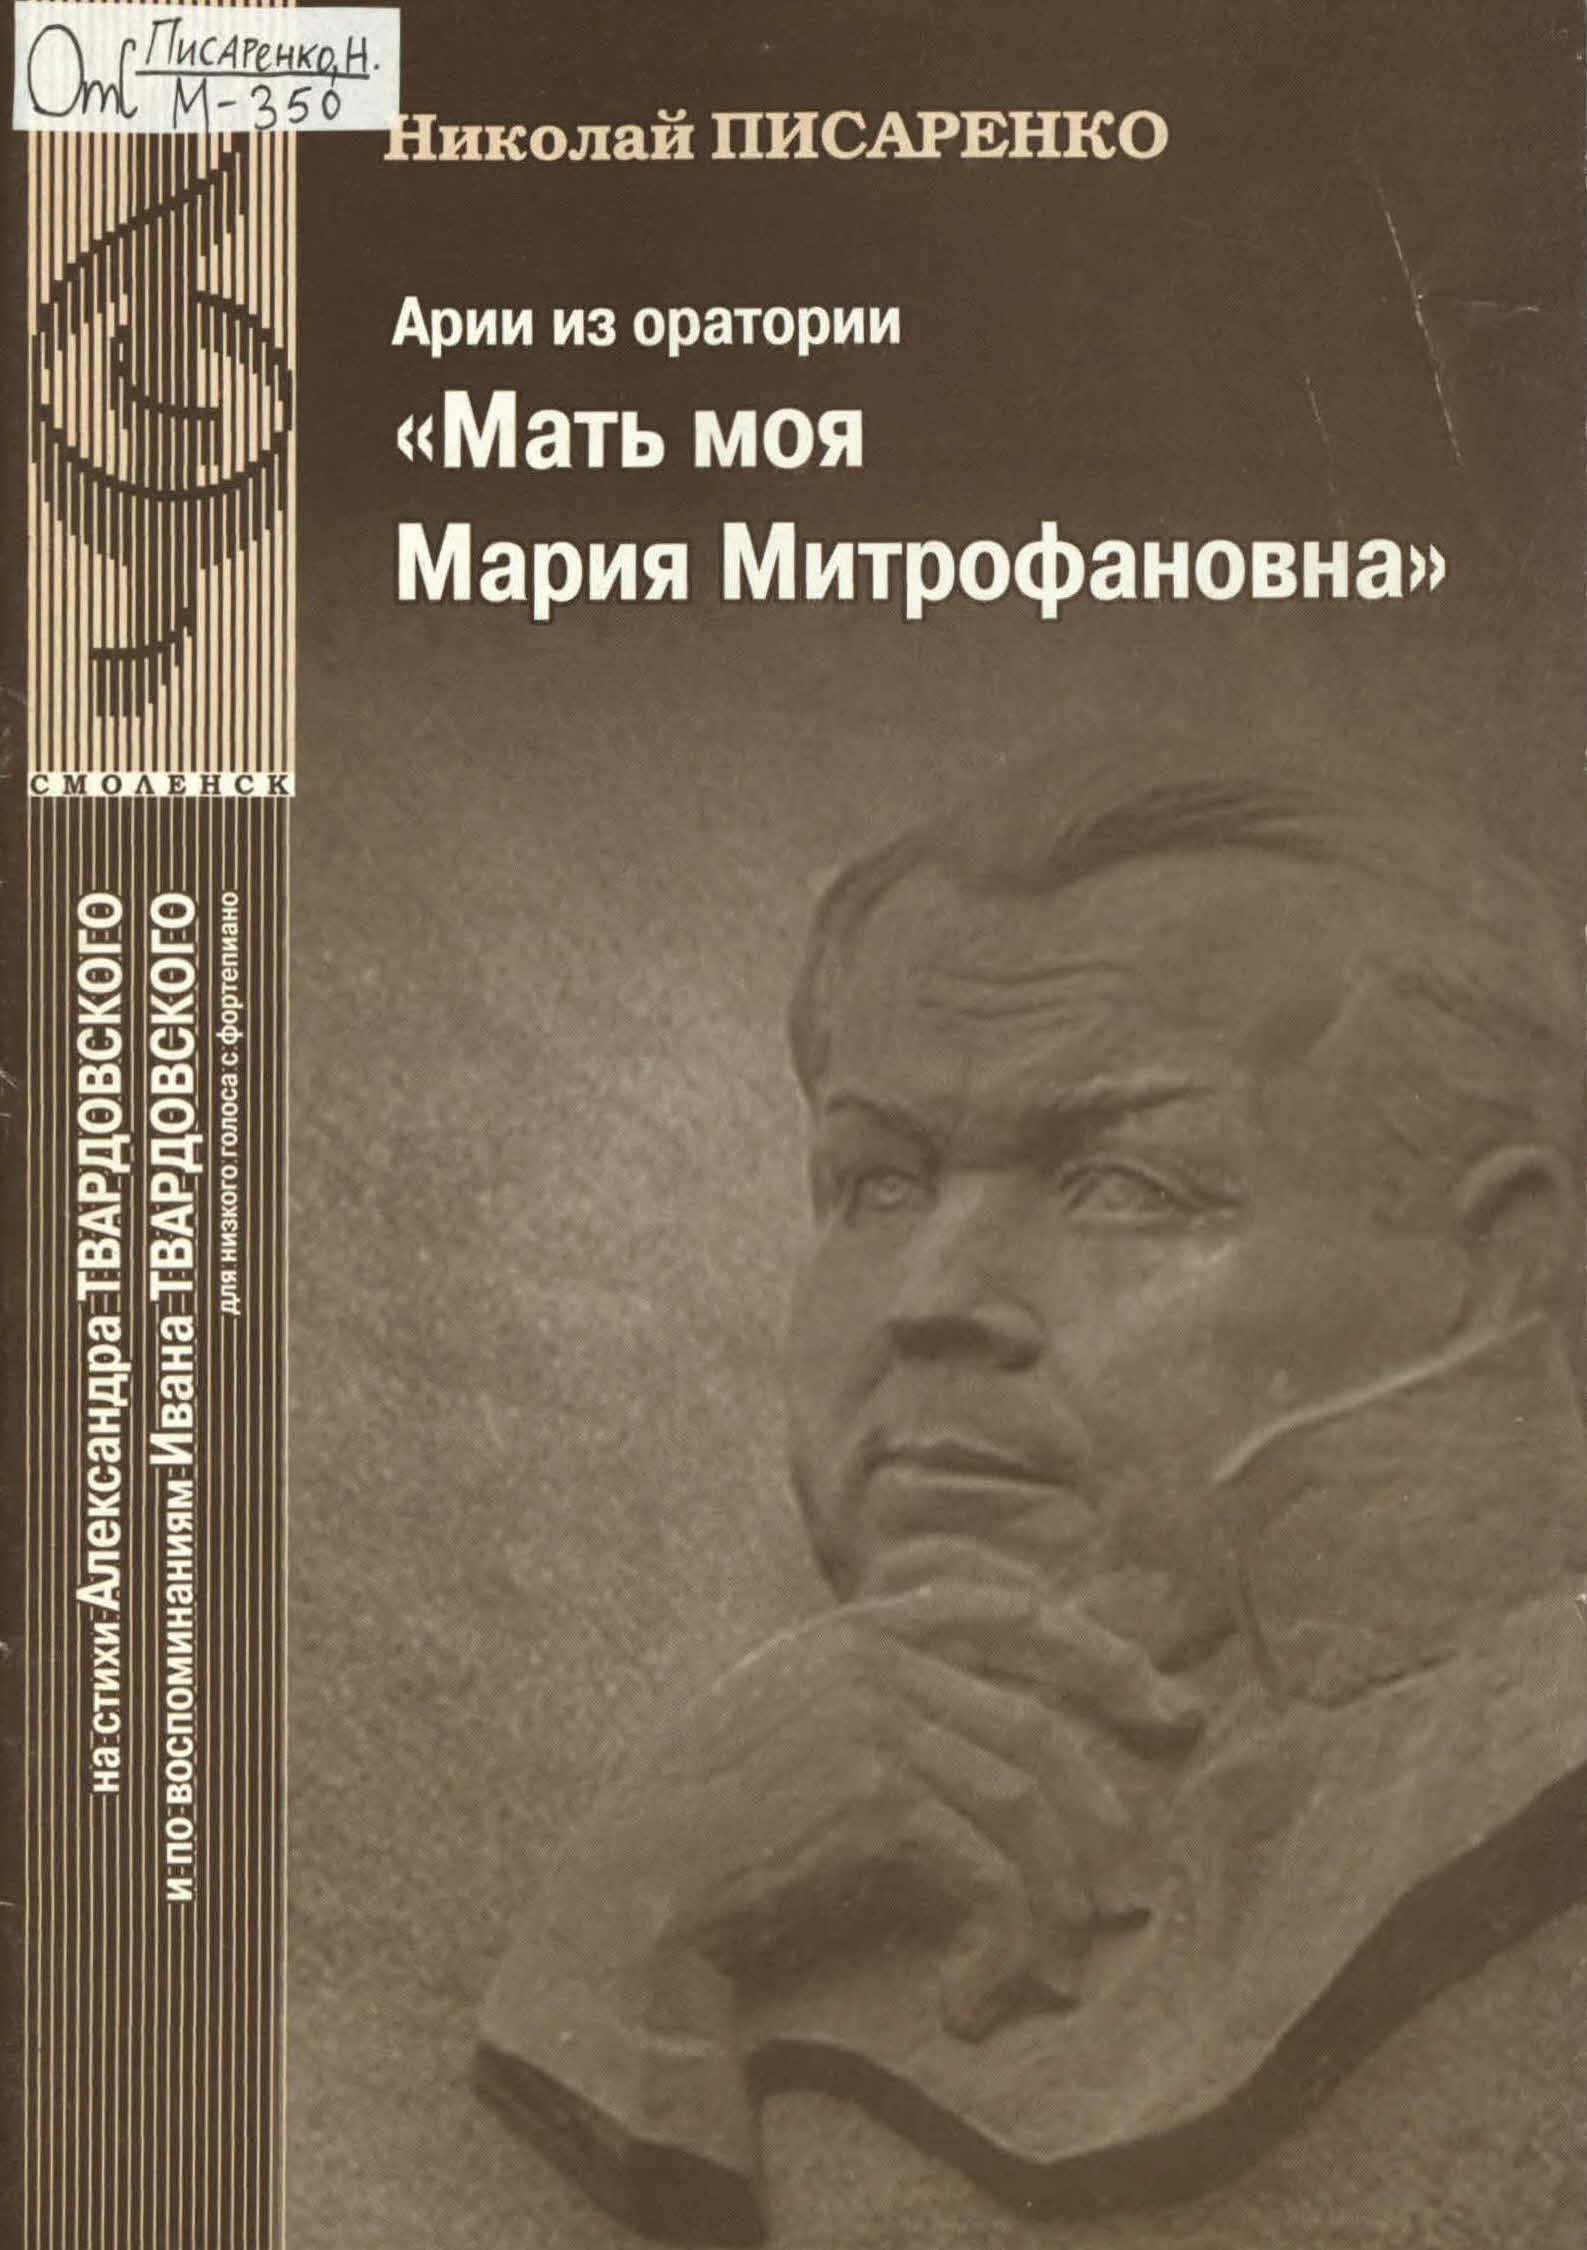 Писаренко, Н.
М-350
Николай ПИСАРЕНКО
Арии из оратории
«Мать моя
Мария Митрофановна»
СМОЛЕНСК
на стихи Александра ТВАРДОВСКОГО
и по воспоминаниям Ивана ТВАРДОВСКОГО
для низкого голоса с фортепиано